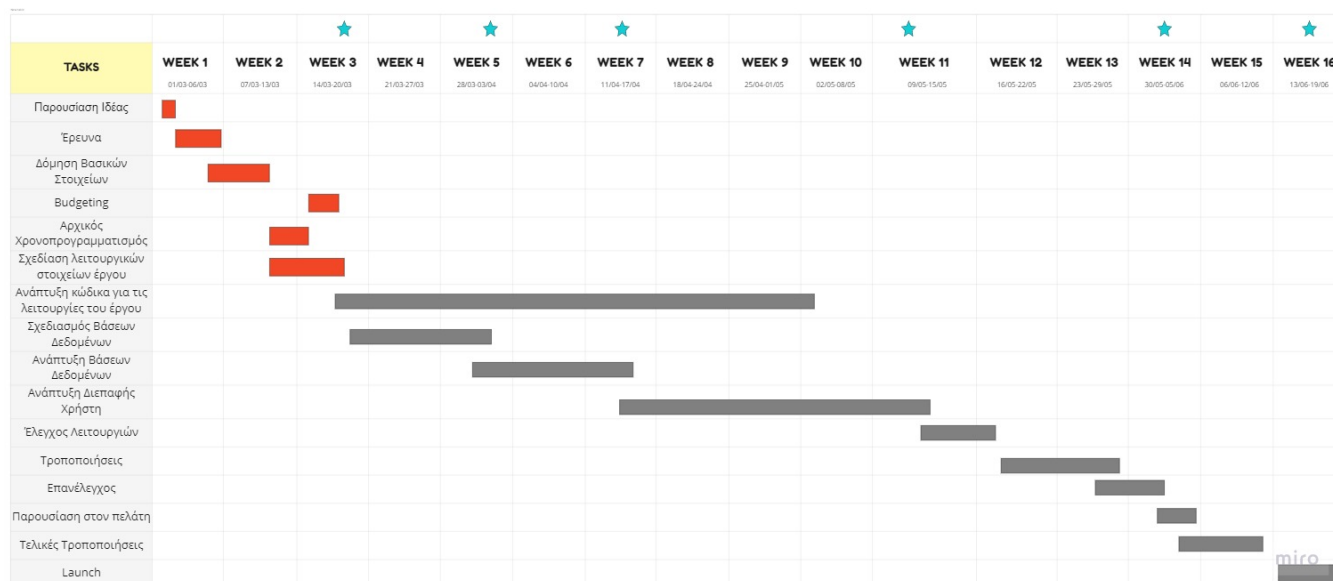 WEEK 1 WEEK 2 WEEK 3 WEEK 4 WEEK 5 WEEK 6 WEEK 7 WEEK 8 WEEK 9 WEEK 10 WEEK 11 WEEK 12 WEEK 13 WEEK 14 WEEK 15 WEEK 16
TASKS
01/03-06/03 07/03-13/03 14/03-20/03 21/03-27/03 28/03-03/04 04/04-10/04 11/04-17/04 18/04-24/04 25/04-01/05 02/05-08/05 09/05-15/05 16/05-22/05 23/05-29/05 30/05-05/06 06/06-12/06 13/06-19/06
Παρουσίαση Ιδέας
Έρευνα
Δόμηση Βασικών
Στοιχείων
Budgeting
Αρχικός
Χρονοπρογραμματισμός
Σχεδίαση λειτουργικών
στοιχείων έργου
Ανάπτυξη κώδικα για τις
λειτουργίες του έργου
Σχεδιασμός Βάσεων
Δεδομένων
Ανάπτυξη Βάσεων
Δεδομένων
Ανάπτυξη Διεπαφής
Χρήστη
Έλεγχος Λειτουργιών
Τροποποιήσεις
Επανέλεγχος
Παρουσίαση στον πελάτη
Τελικές Τροποποιήσεις
miro
Launch